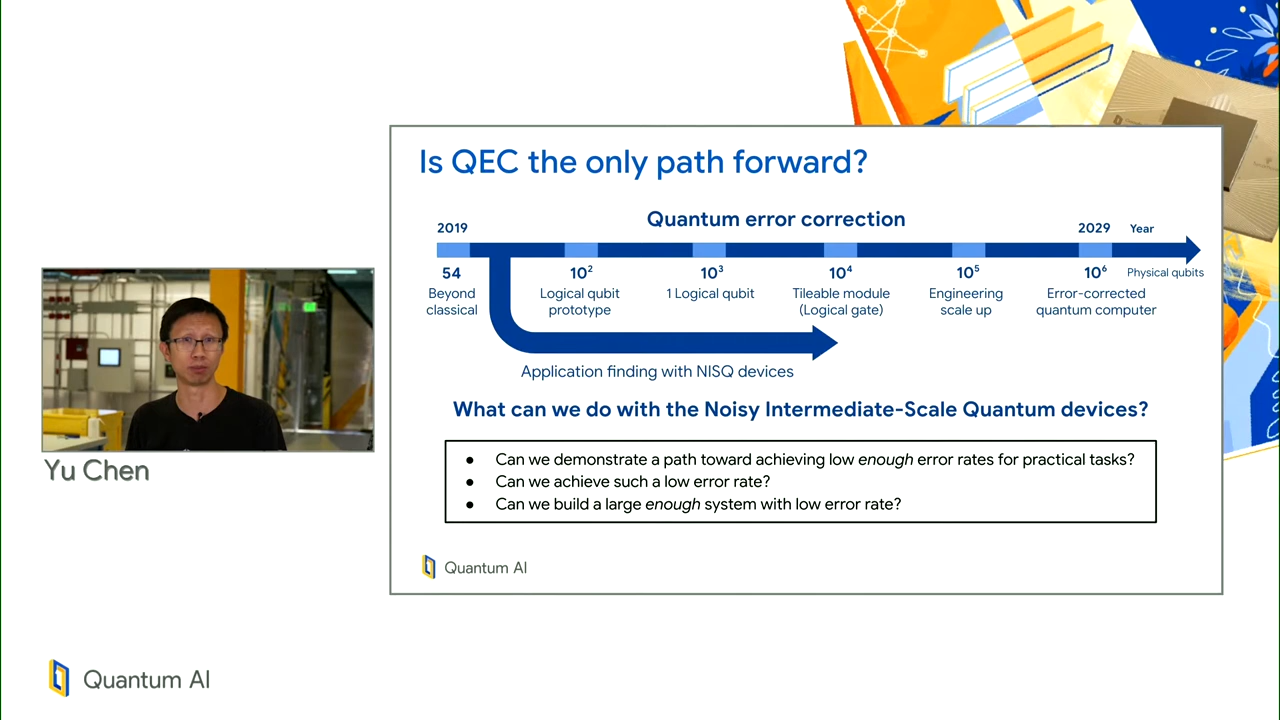 Is QEC the only path forward?
Quantum error correction
2019
2029
Year
54
10²
10³
10⁴
10⁵
10⁶
Physical qubits
Beyond
classical
Logical qubit
prototype
1 Logical qubit
Tileable module
(Logical gate)
Engineering
scale up
Error-corrected
quantum computer
Application finding with NISQ devices
What can we do with the Noisy Intermediate-Scale Quantum devices?
● Can we demonstrate a path toward achieving low enough error rates for practical tasks?
● Can we achieve such a low error rate?
● Can we build a large enough system with low error rate?
Quantum AI
Yu Chen
Quantum AI